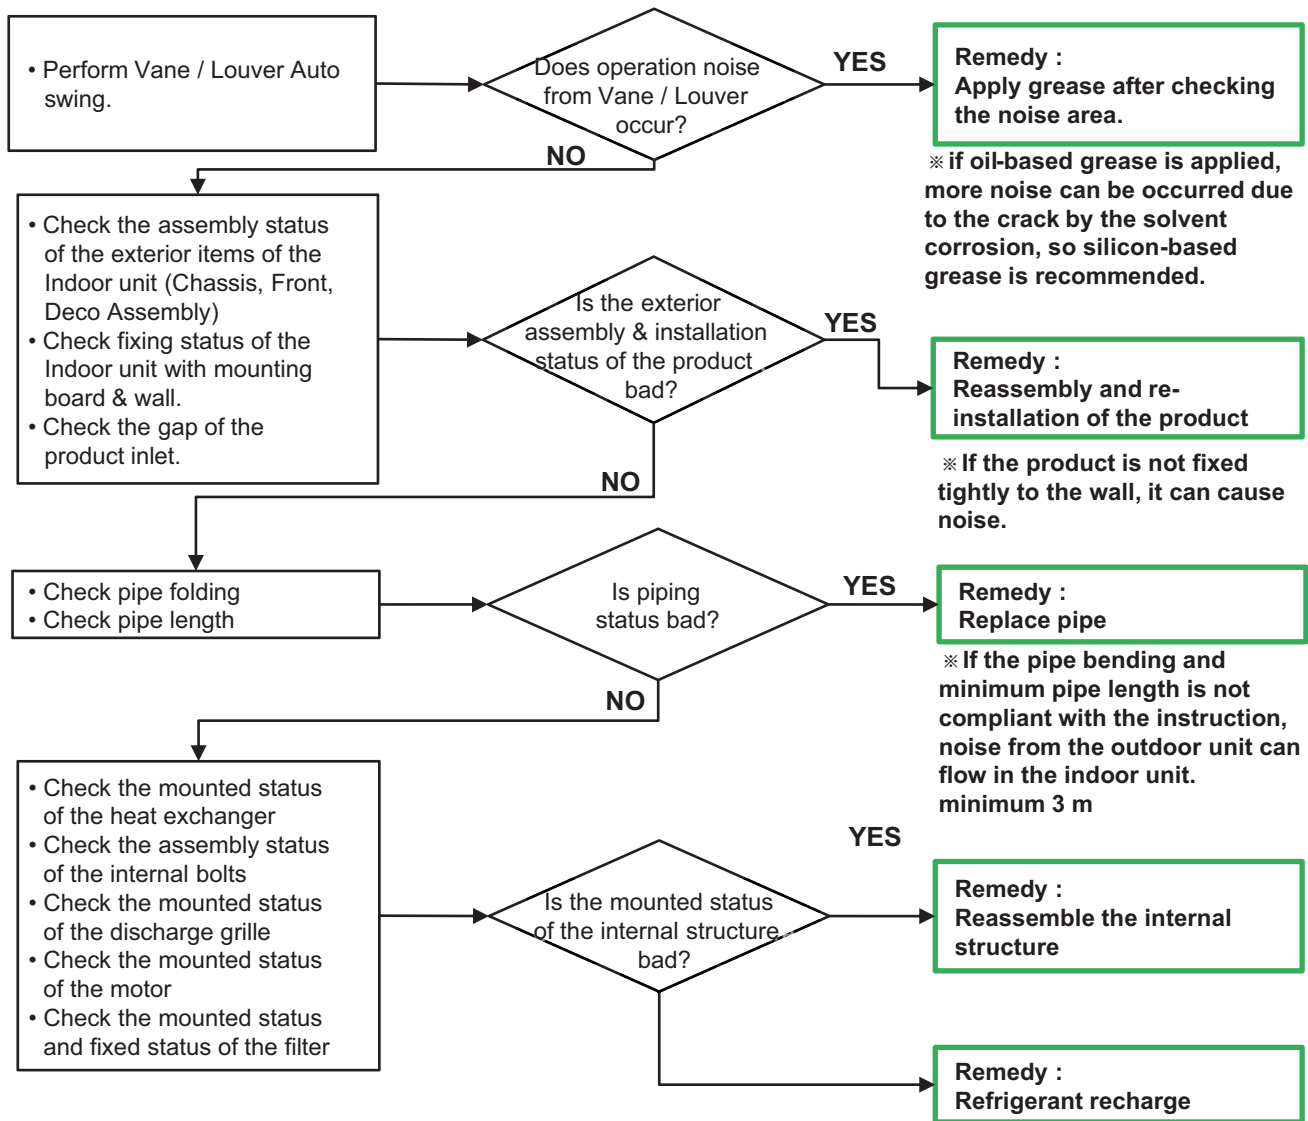 • Perform Vane / Louver Auto
swing.
Does operation noise
from Vane / Louver
occur?
YES
Remedy :
Apply grease after checking
the noise area.
※ if oil-based grease is applied,
more noise can be occurred due
to the crack by the solvent
corrosion, so silicon-based
grease is recommended.
NO
• Check the assembly status
of the exterior items of the
Indoor unit (Chassis, Front,
Deco Assembly)
• Check fixing status of the
Indoor unit with mounting
board & wall.
• Check the gap of the
product inlet.
Is the exterior
assembly & installation
status of the product
bad?
YES
Remedy :
Reassembly and re-
installation of the product
※ If the product is not fixed
tightly to the wall, it can cause
noise.
NO
• Check pipe folding
• Check pipe length
Is piping
status bad?
YES
Remedy :
Replace pipe
※ If the pipe bending and
minimum pipe length is not
compliant with the instruction,
noise from the outdoor unit can
flow in the indoor unit.
minimum 3 m
NO
• Check the mounted status
of the heat exchanger
• Check the assembly status
of the internal bolts
• Check the mounted status
of the discharge grille
• Check the mounted status
of the motor
• Check the mounted status
and fixed status of the filter
Is the mounted status
of the internal structure
bad?
YES
Remedy :
Reassemble the internal
structure
Remedy :
Refrigerant recharge